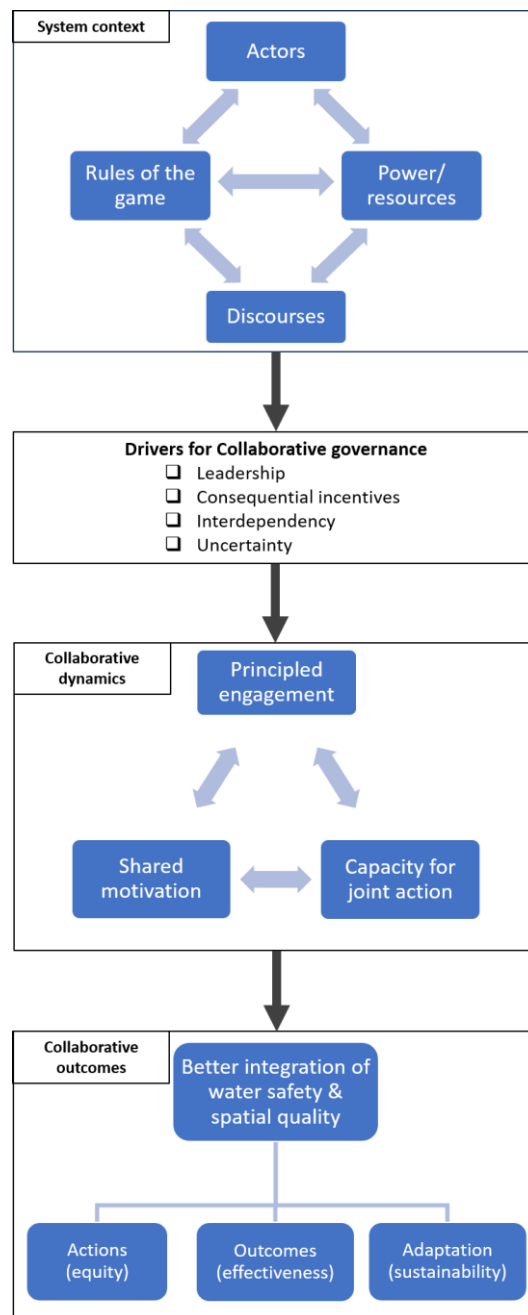 System context
Actors
Rules of the
game
Power/
resources
Discourses
Drivers for Collaborative governance
Leadership
Consequential incentives
Interdependency
Uncertainty
Collaborative
dynamics
Principled
engagement
Shared
motivation
Capacity for
joint action
Collaborative
outcomes
Better integration of
water safety &
spatial quality
Actions
(equity)
Outcomes
(effectiveness)
Adaptation
(sustainability)